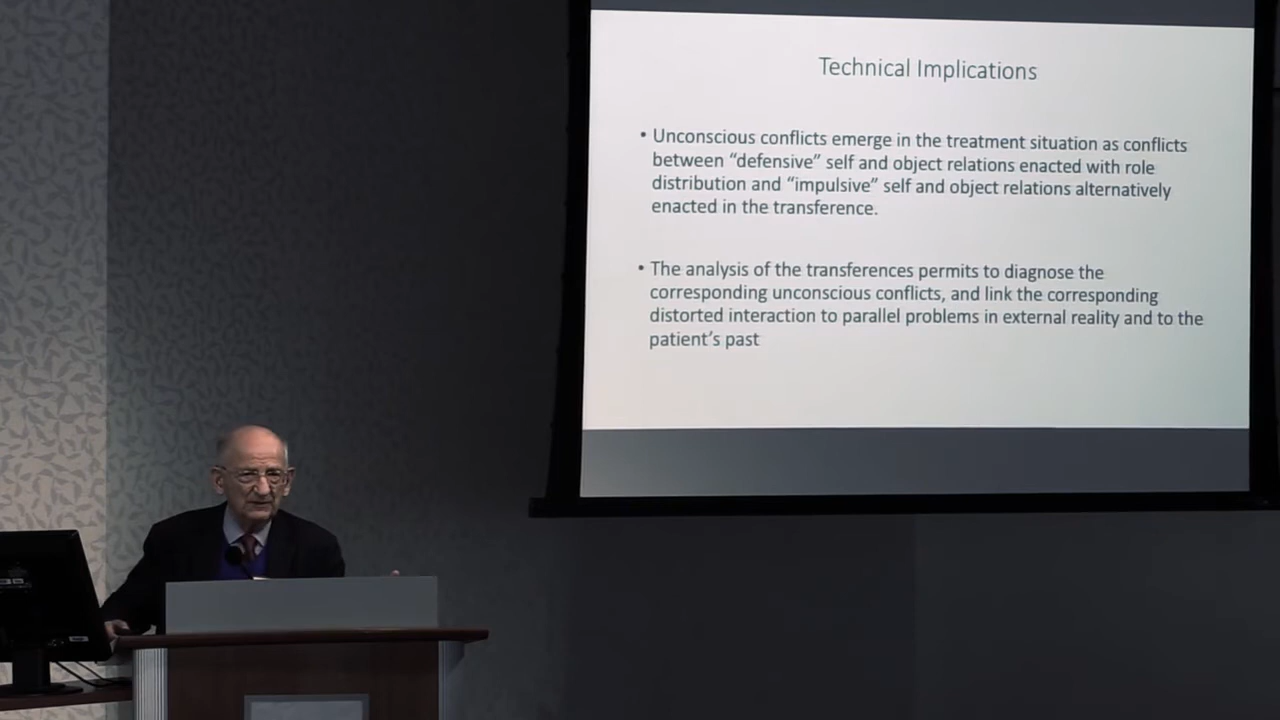 Technical Implications
• Unconscious conflicts emerge in the treatment situation as conflicts
between “defensive” self and object relations enacted with role
distribution and “impulsive” self and object relations alternatively
enacted in the transference.
• The analysis of the transferences permits to diagnose the
corresponding unconscious conflicts, and link the corresponding
distorted interaction to parallel problems in external reality and to the
patient’s past